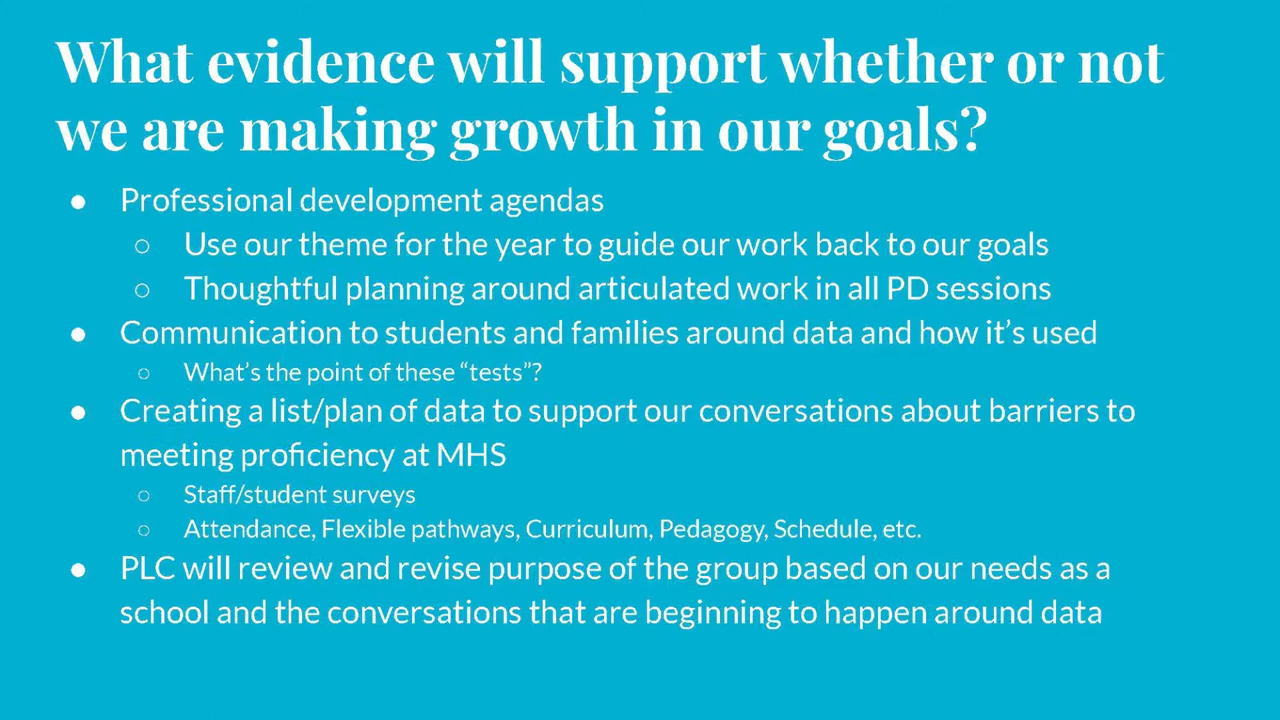 What evidence will support whether or not
we are making growth in our goals?
● Professional development agendas
○ Use our theme for the year to guide our work back to our goals
○ Thoughtful planning around articulated work in all PD sessions
● Communication to students and families around data and how it’s used
○ What’s the point of these “tests”?
● Creating a list/plan of data to support our conversations about barriers to
meeting proficiency at MHS
○ Staff/student surveys
○ Attendance, Flexible pathways, Curriculum, Pedagogy, Schedule, etc.
● PLC will review and revise purpose of the group based on our needs as a
school and the conversations that are beginning to happen around data